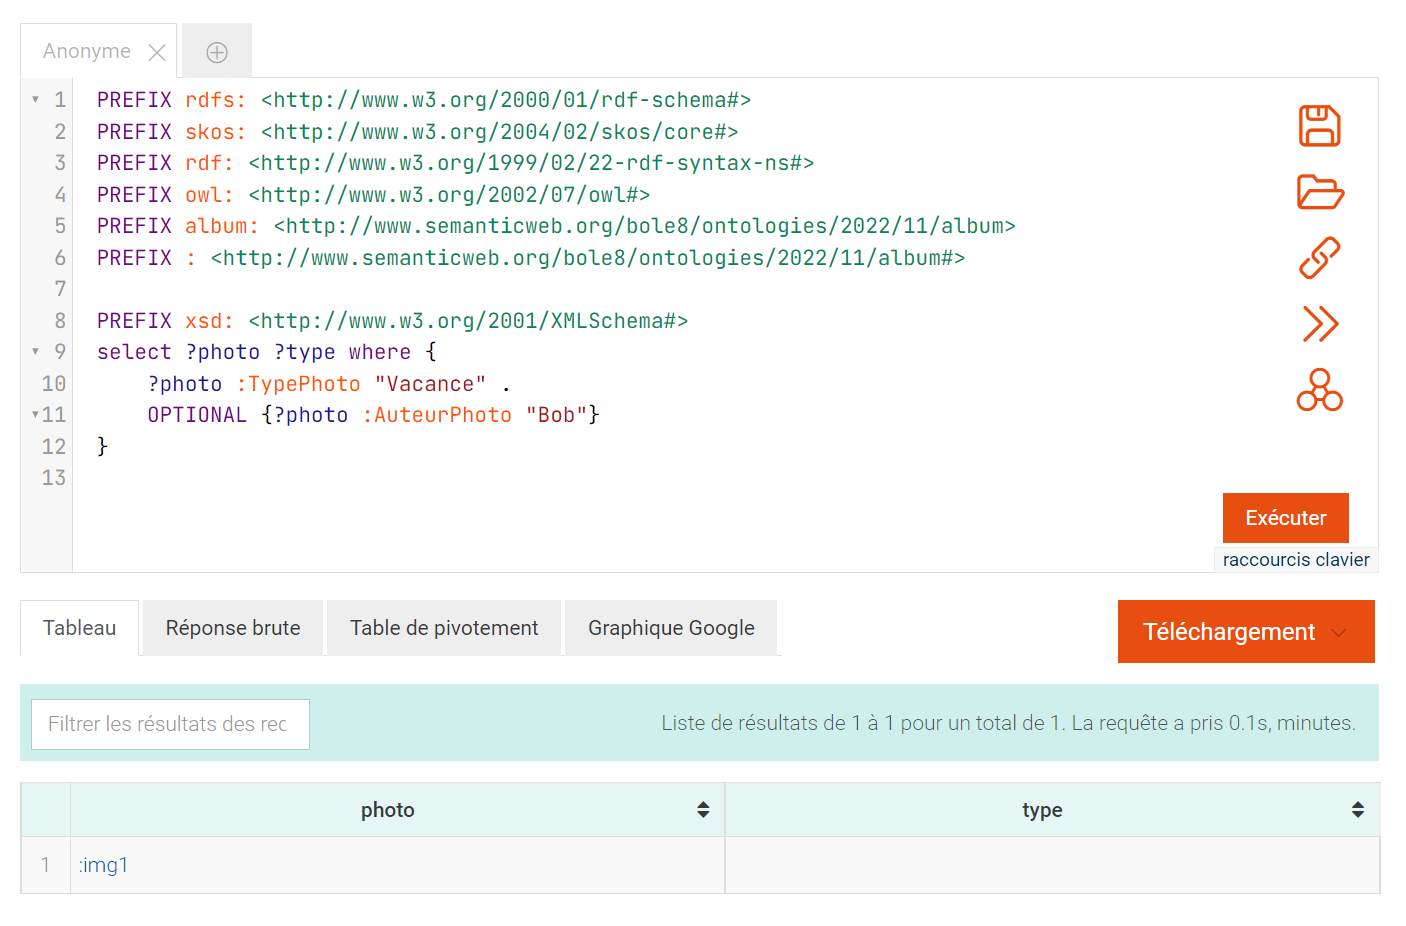 Anonyme
1 PREFIX rdfs: <http://www.w3.org/2000/01/rdf-schema#>
2 PREFIX skos: <http://www.w3.org/2004/02/skos/core#>
3 PREFIX rdf: <http://www.w3.org/1999/02/22-rdf-syntax-ns#>
4 PREFIX owl: <http://www.w3.org/2002/07/owl#>
5 PREFIX album: <http://www.semanticweb.org/bole8/ontologies/2022/11/album>
6 PREFIX : <http://www.semanticweb.org/bole8/ontologies/2022/11/album#>
7
8 PREFIX xsd: <http://www.w3.org/2001/XMLSchema#>
9 select ?photo ?type where {
10 ?photo :TypePhoto "Vacance" .
11 OPTIONAL {?photo :AuteurPhoto "Bob"}
12 }
13
Exécuter
raccourcis clavier
Tableau Réponse brute Table de pivotement Graphique Google
Téléchargement
Filtrer les résultats des rec
Liste de résultats de 1 à 1 pour un total de 1. La requête a pris 0.1s, minutes.
photo type
1 :img1